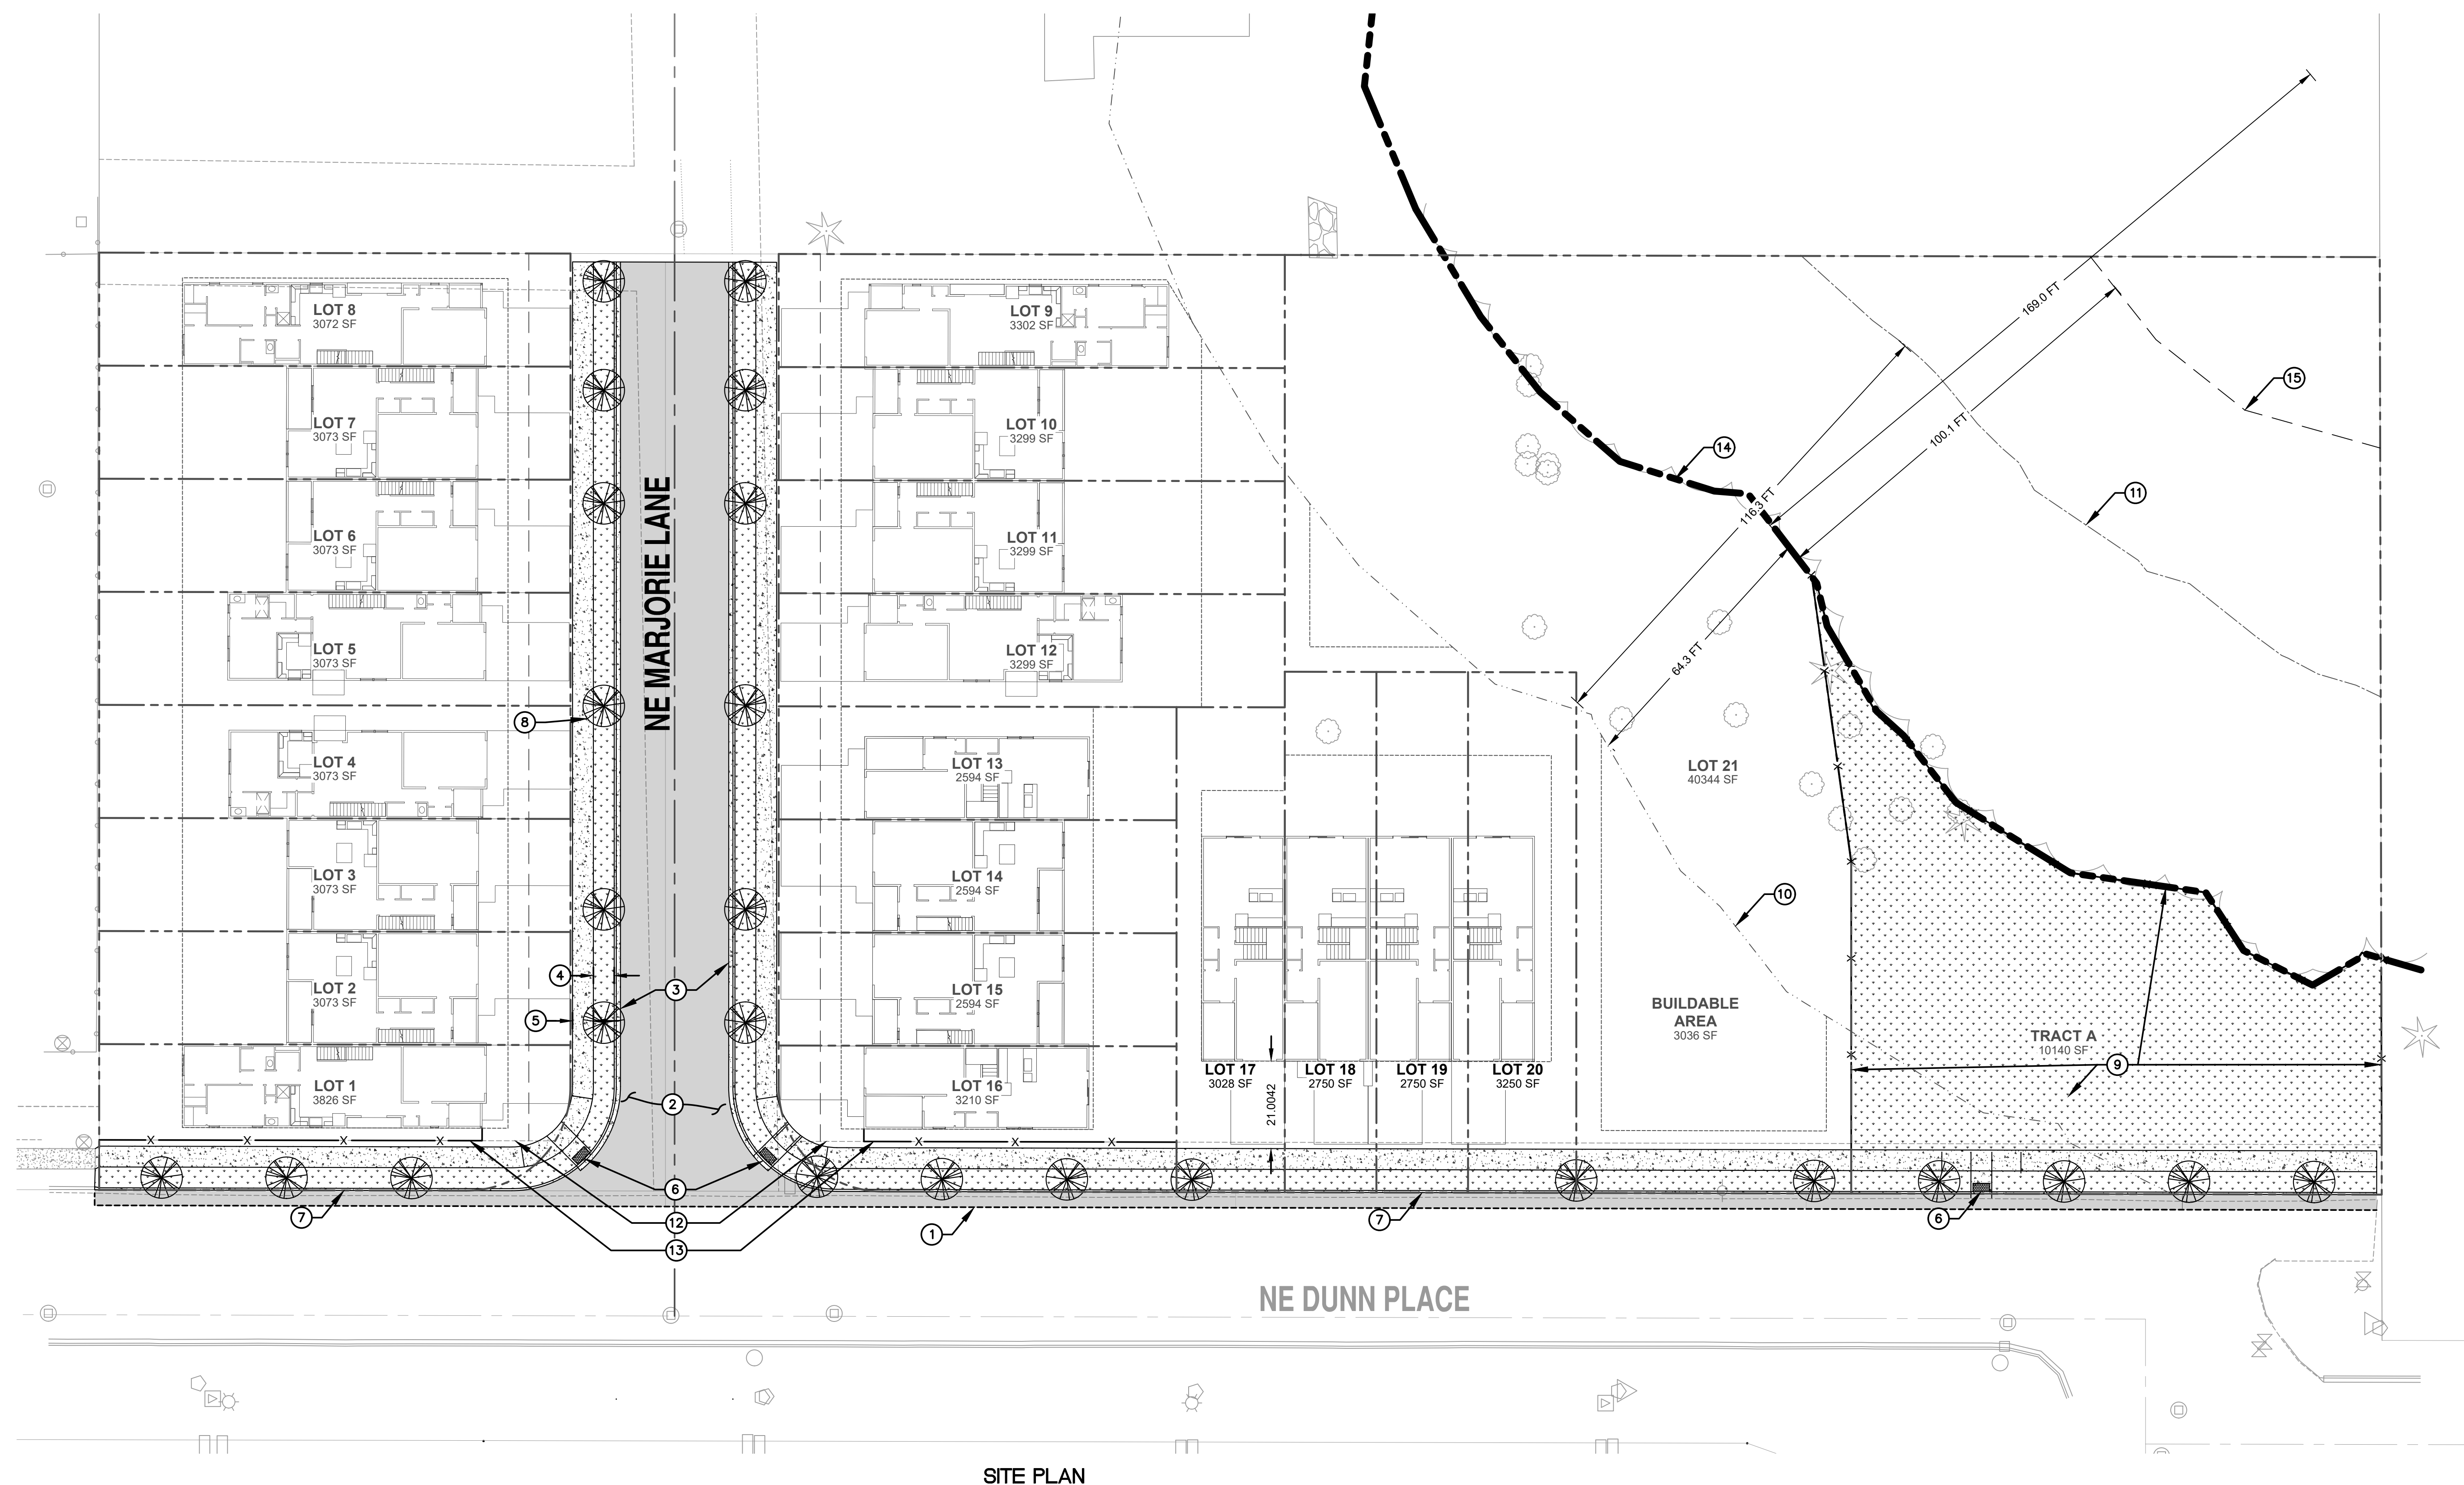 LOT 8
3072 SF
LOT 7
3073 SF
LOT 6
3073 SF
LOT 5
3073 SF
LOT 4
3073 SF
LOT 3
3073 SF
LOT 2
3073 SF
LOT 1
3826 SF
8
4
5
NE MARJORIE LANE
3
2
6
12
13
7
LOT 9
3302 SF
LOT 10
3299 SF
LOT 11
3299 SF
LOT 12
3299 SF
LOT 13
2594 SF
LOT 14
2594 SF
LOT 15
2594 SF
LOT 16
3210 SF
LOT 17
3028 SF
LOT 18
2750 SF
LOT 19
2750 SF
LOT 20
3250 SF
21.0042
169.0 FT
100.1 FT
116.3 FT
64.3 FT
15
14
11
LOT 21
40344 SF
10
BUILDABLE
AREA
3036 SF
TRACT A
10140 SF
9
1
7
6
NE DUNN PLACE
SITE PLAN